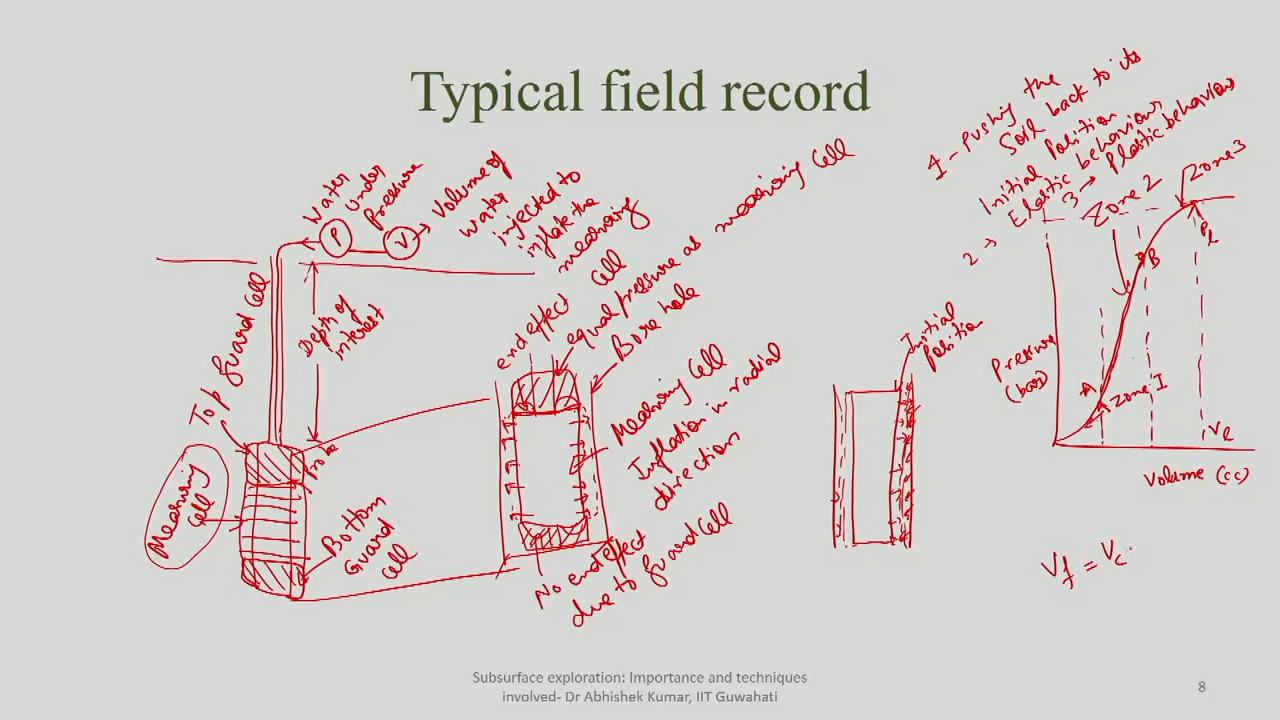 Typical field record
Water
under
Pressure
P
V
Volume of
water
injected to
inflate the
measuring
cell
Top guard cell
Depth of
interest
Probe
Measuring
Cell
Bottom
Guard
cell
end effect
equal pressure as measuring cell
Bore hole
Measuring Cell
Inflation in radial
direction
No end effect
due to guard cell
Initial
Position
I - Pushing the
Soil back to its
Initial Position
2 → Elastic behaviour
3 → Plastic behaviour
Zone 2
Zone 3
Pressure
(bar)
A
B
Pl
Zone I
Vl
Volume (cc)
Vf = Vc
Subsurface exploration: Importance and techniques
involved- Dr Abhishek Kumar, IIT Guwahati
8